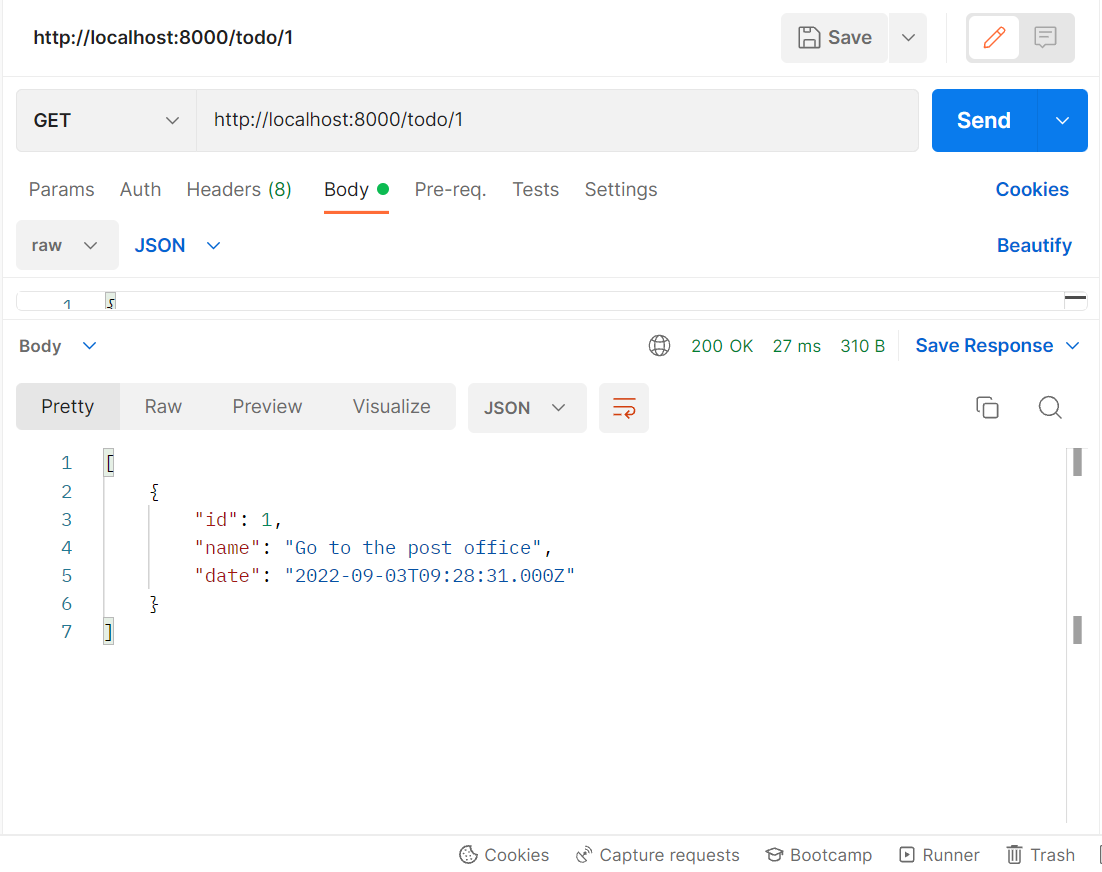 http://localhost:8000/todo/1
Save
GET
http://localhost:8000/todo/1
Send
Params Auth Headers (8) Body Pre-req. Tests Settings Cookies
raw JSON Beautify
1 {
Body 200 OK 27 ms 310 B Save Response
Pretty Raw Preview Visualize JSON
1 [
2 {
3 "id": 1,
4 "name": "Go to the post office",
5 "date": "2022-09-03T09:28:31.000Z"
6 }
7 ]
Cookies Capture requests Bootcamp Runner Trash